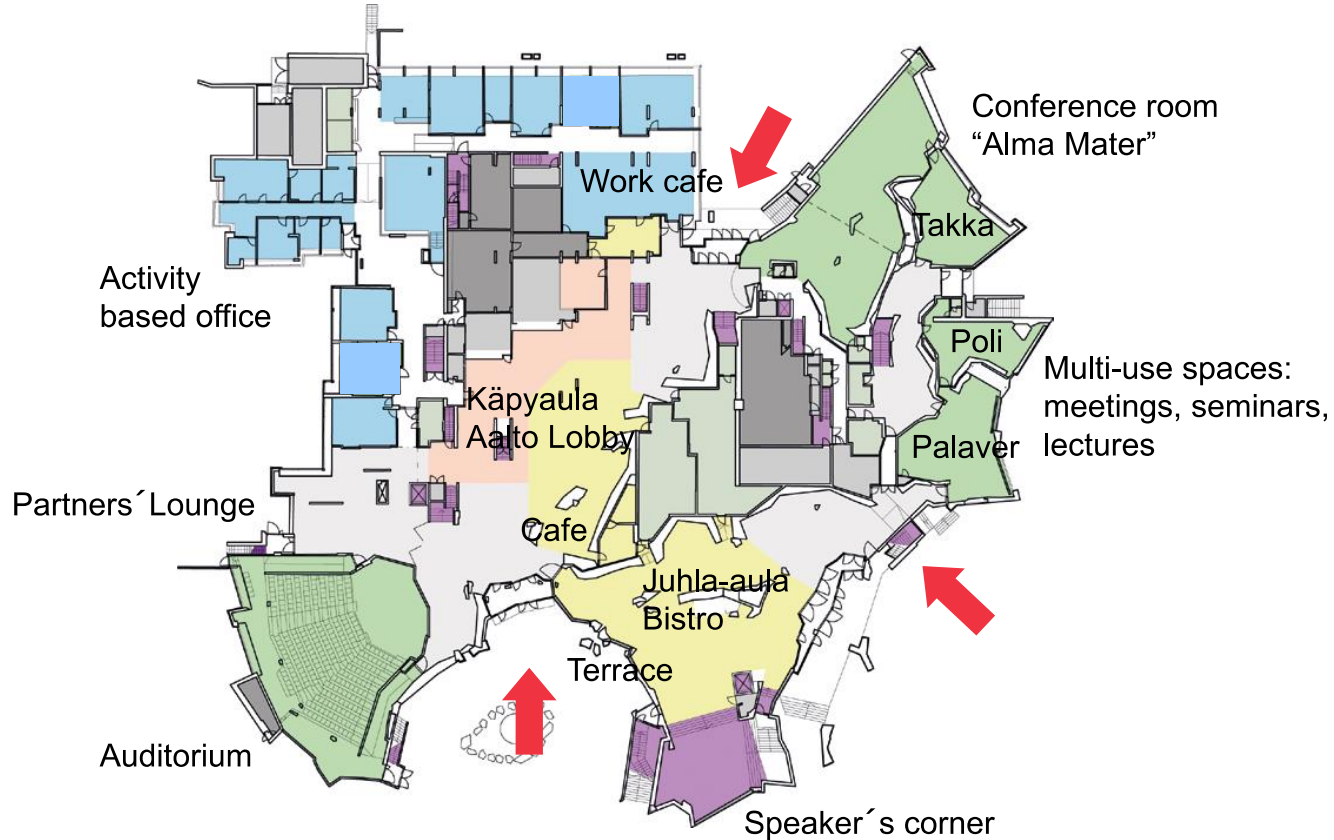 Conference room
“Alma Mater”
Work cafe
Takka
Activity
based office
Poli
Multi-use spaces:
meetings, seminars,
lectures
Käpyaula
Aalto Lobby
Palaver
Partners´Lounge
Cafe
Juhla-aula
Bistro
Terrace
Auditorium
Speaker´s corner